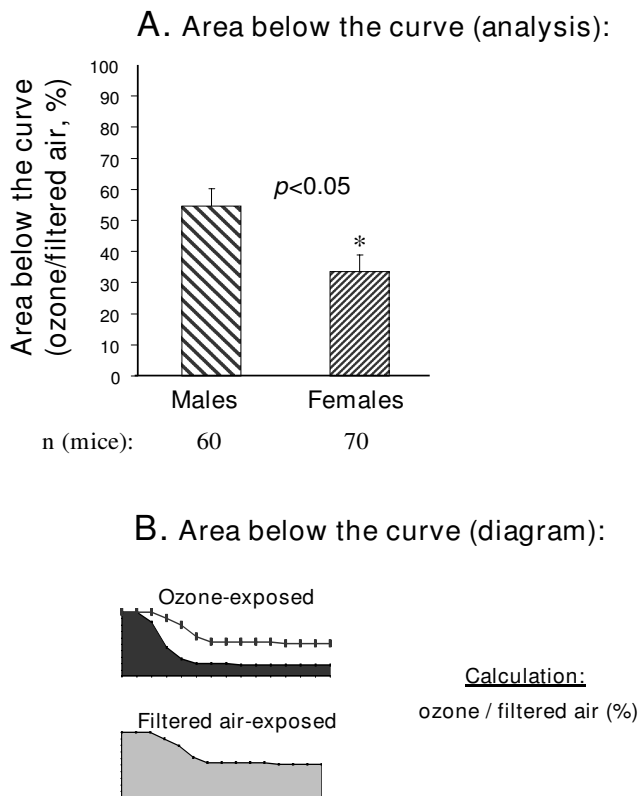 A. Area below the curve (analysis):
Area below the curve
(ozone/filtered air, %)
100
90
80
70
60
50
40
30
20
10
0
p<0.05
*
Males Females
n (mice): 60 70
B. Area below the curve (diagram):
Ozone-exposed
Filtered air-exposed
Calculation:
ozone / filtered air (%)